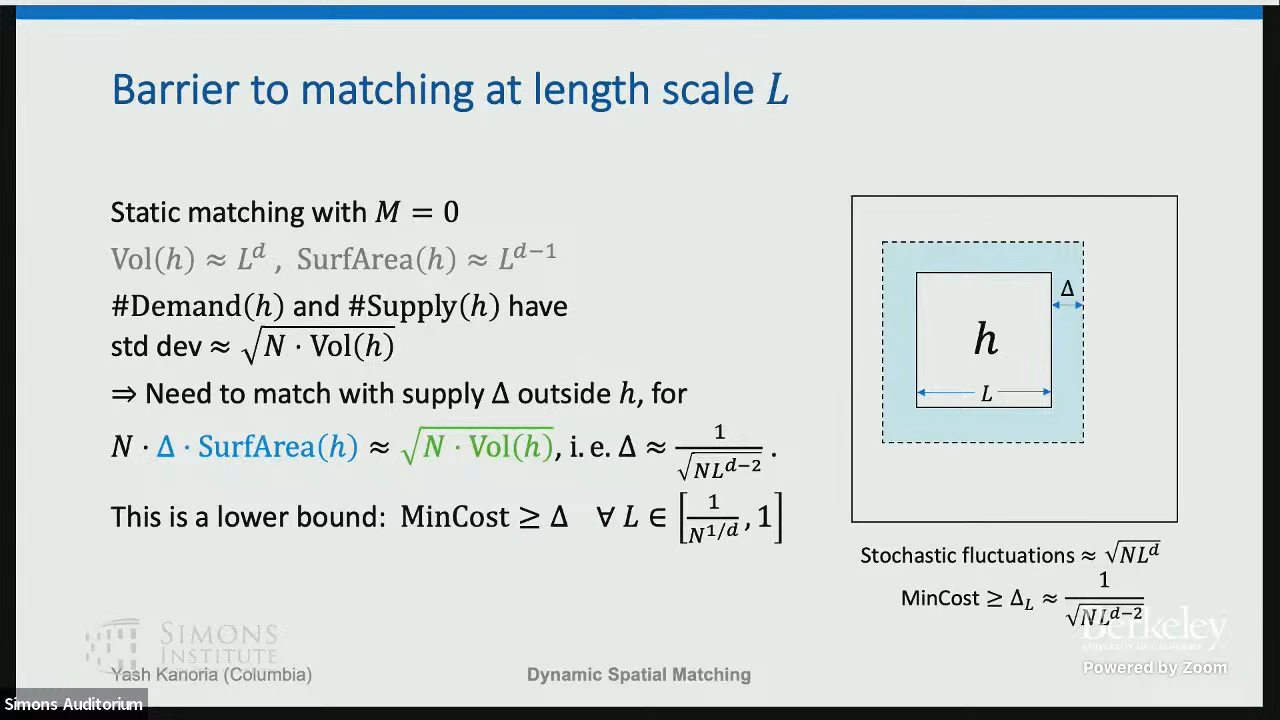 Barrier to matching at length scale L
Static matching with M = 0
Vol(h) ≈ L^d , SurfArea(h) ≈ L^{d−1}
#Demand(h) and #Supply(h) have
std dev ≈ √(N · Vol(h))
⇒ Need to match with supply Δ outside h, for
N · Δ · SurfArea(h) ≈ √(N · Vol(h)), i.e. Δ ≈ 1/√(NL^{d−2}) .
This is a lower bound: MinCost ≥ Δ ∀ L ∈ [1/N^{1/d}, 1]
Δ
h
L
Stochastic fluctuations ≈ √(NL^d)
MinCost ≥ Δ_L ≈ 1/√(NL^{d−2})
SIMONS
INSTITUTE
Berkeley
UNIVERSITY OF CALIFORNIA
Yash Kanoria (Columbia)
Dynamic Spatial Matching
Powered by Zoom
Simons Auditorium